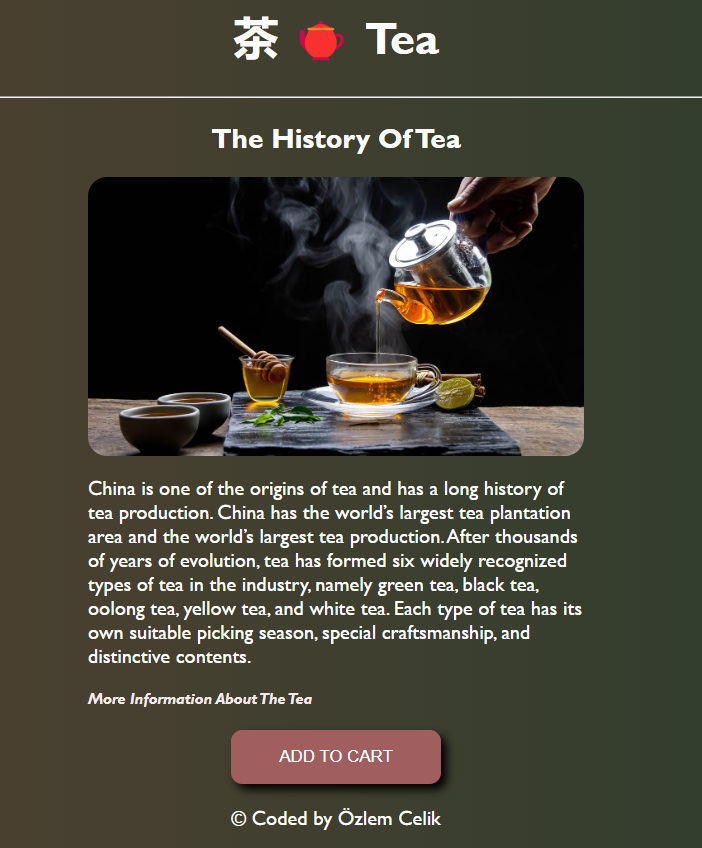 茶 Tea
The History Of Tea
China is one of the origins of tea and has a long history of
tea production. China has the world's largest tea plantation
area and the world's largest tea production. After thousands
of years of evolution, tea has formed six widely recognized
types of tea in the industry, namely green tea, black tea,
oolong tea, yellow tea, and white tea. Each type of tea has its
own suitable picking season, special craftsmanship, and
distinctive contents.
More Information About The Tea
ADD TO CART
© Coded by Özlem Celik